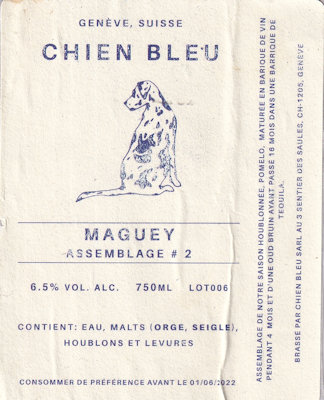 GENÈVE, SUISSE
CHIEN BLEU
MAGUEY
ASSEMBLAGE # 2
6.5% VOL. ALC. 750ML LOT006
CONTIENT: EAU, MALTS (ORGE, SEIGLE),
HOUBLONS ET LEVURES
CONSOMMER DE PRÉFÉRENCE AVANT LE 01/06/2022
ASSEMBLAGE DE NOTRE SAISON HOUBLONNÉE, POMELO, MATURÉE EN BARIQUE DE VIN
PENDANT 4 MOIS ET D'UNE OUD BRUIN AYANT PASSÉ 16 MOIS DANS UNE BARRIQUE DE
TEQUILA.
BRASSÉ PAR CHIEN BLEU SARL AU 3 SENTIER DES SAULES, CH-1205, GENÈVE